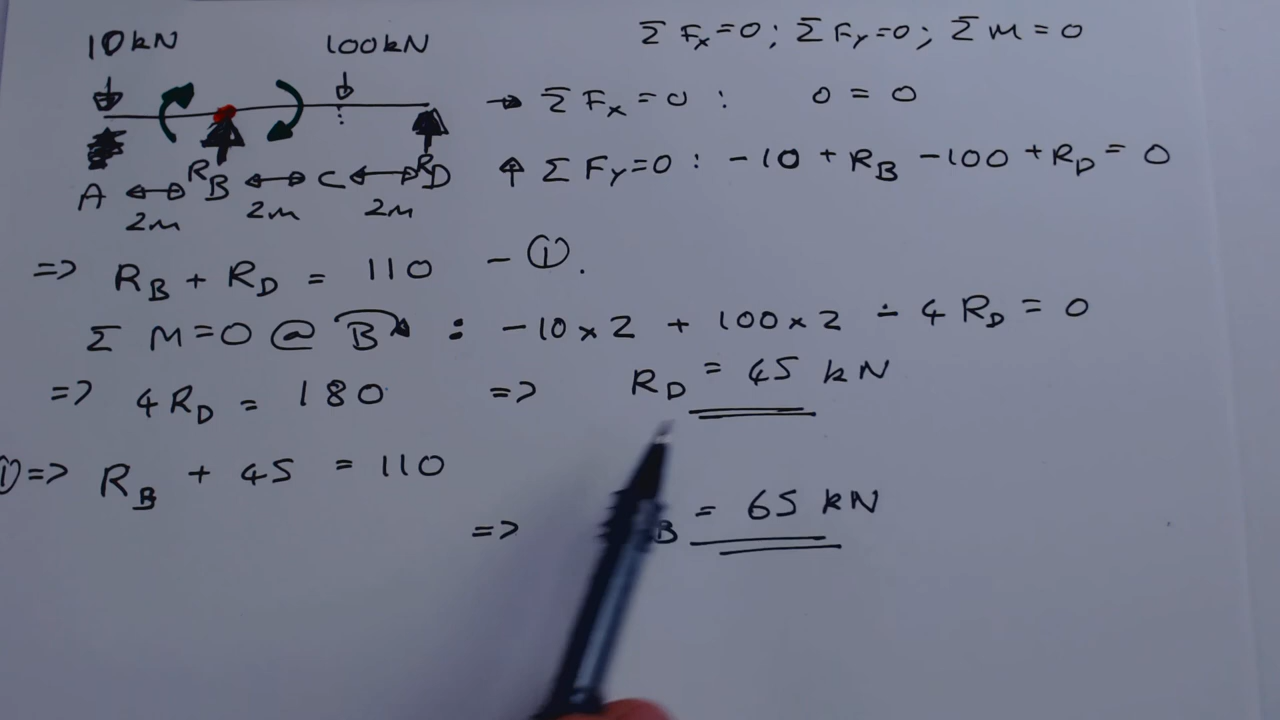 10kN 100kN Σ Fx=0; Σ Fy=0; Σ M=0
→ Σ Fx=0 : 0 = 0
A RB C RD ↑ Σ Fy=0 : -10 + RB -100 + RD = 0
2m 2m 2m
=> RB + RD = 110 - ①.
Σ M=0 @ B : -10×2 + 100×2 - 4RD = 0
=> 4RD = 180 => RD = 45 kN
①=> RB + 45 = 110
=> B = 65 kN